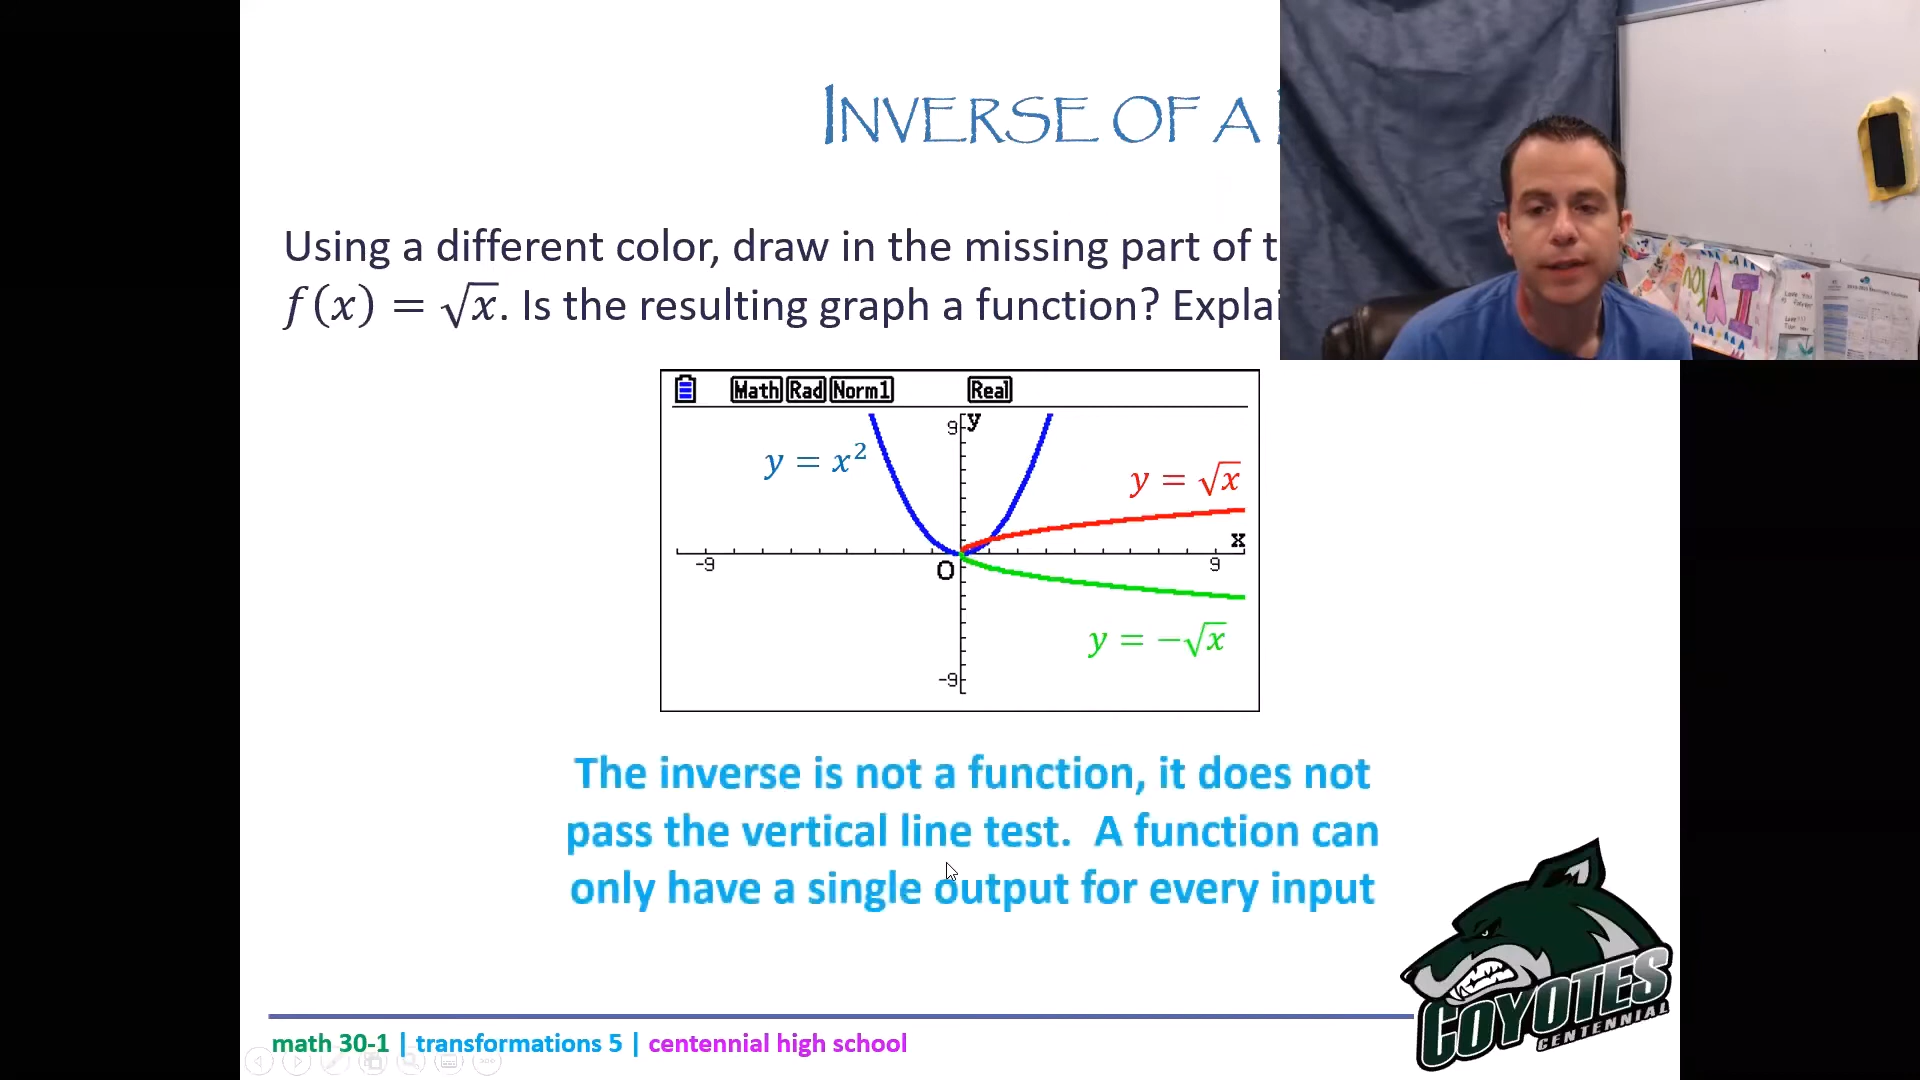 INVERSE OF A
Using a different color, draw in the missing part of
f(x) = √x. Is the resulting graph a function?
Math Rad Norm1 Real
9 y
y = x²
y = √x
x
-9 O 9
y = −√x
-9
The inverse is not a function, it does not
pass the vertical line test. A function can
only have a single output for every input
COYOTES
CENTENNIAL
math 30-1 | transformations 5 | centennial high school